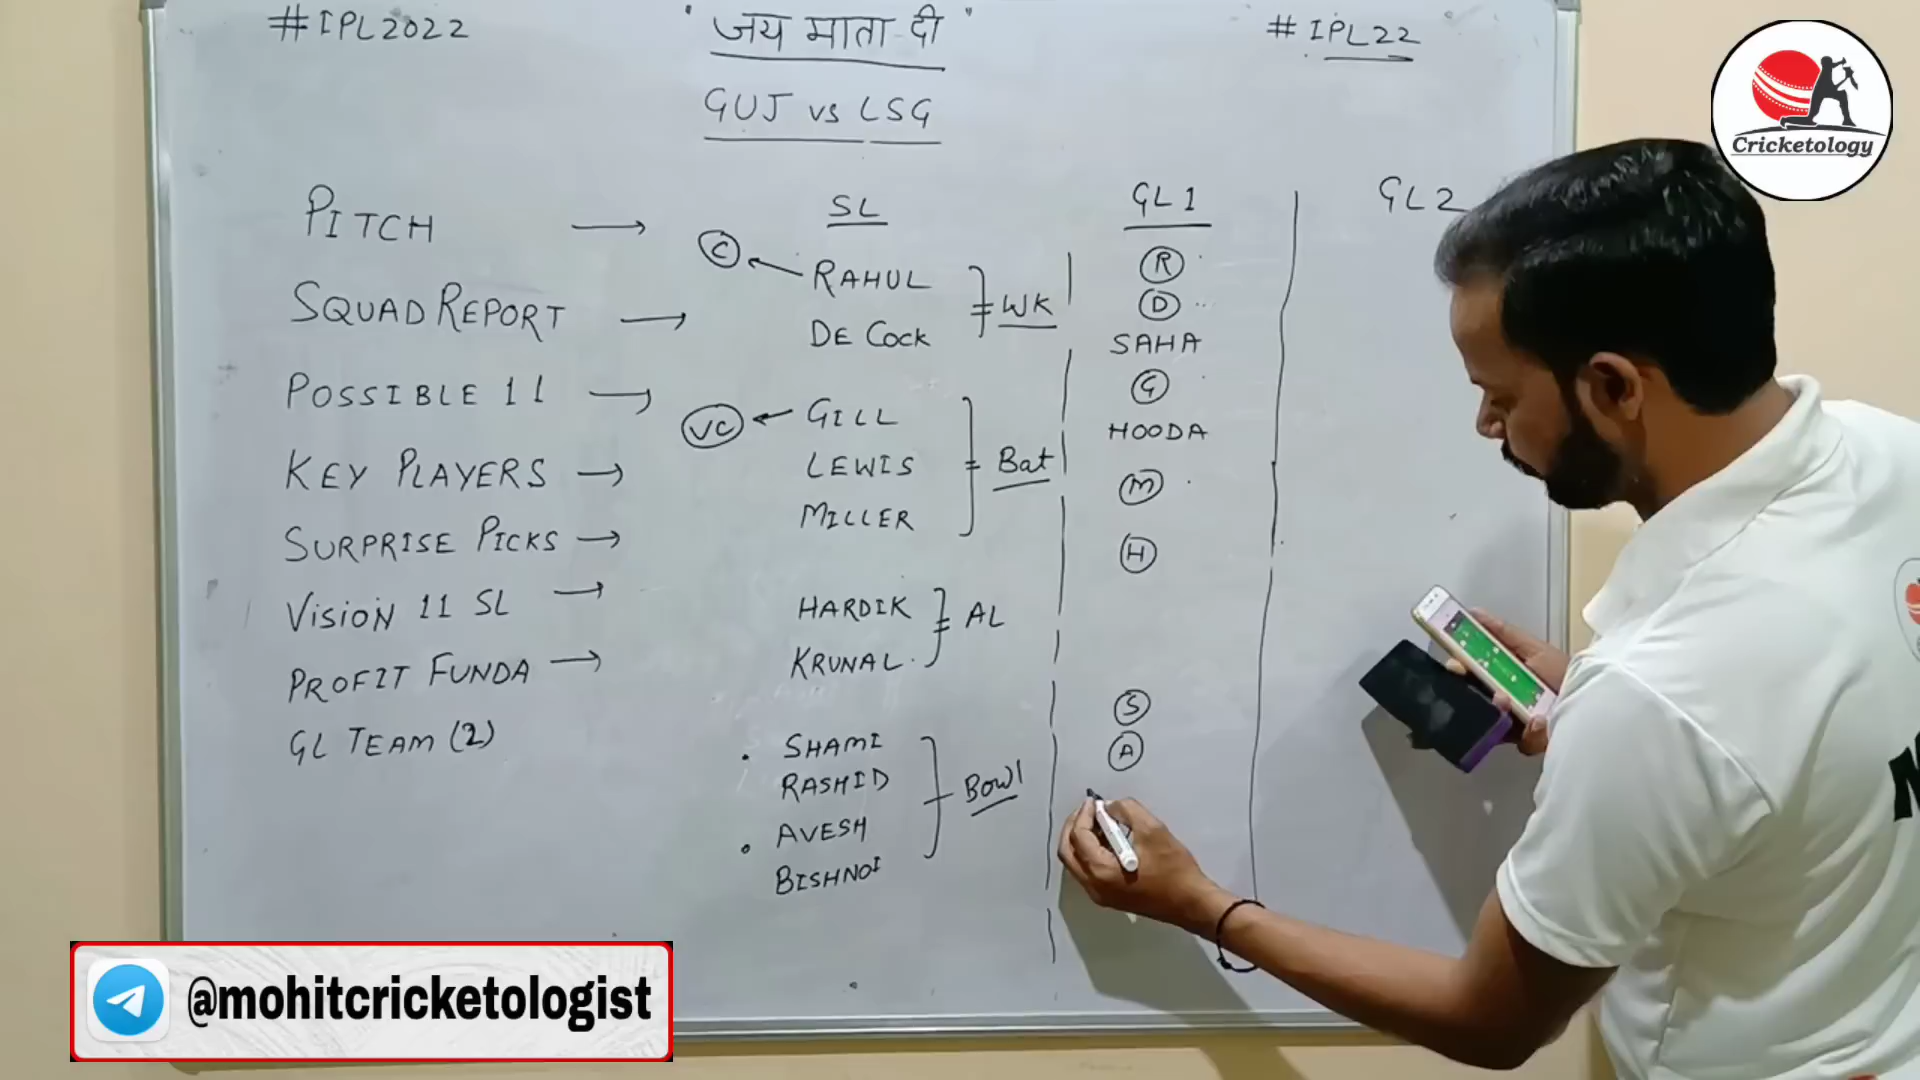 #IPL2022
"जय माता दी"
#IPL22
GUJ vs LSG
Cricketology
PITCH
SQUAD REPORT
POSSIBLE 11
KEY PLAYERS
SURPRISE PICKS
VISION 11 SL
PROFIT FUNDA
GL TEAM (2)
SL
C
RAHUL
DE COCK
WK
VC
GILL
LEWIS
MILLER
Bat
HARDIK
KRUNAL
AL
SHAMI
RASHID
AVESH
BISHNOI
Bowl
GL1
R
D
SAHA
G
HOODA
M
H
S
A
GL2
@mohitcricketologist